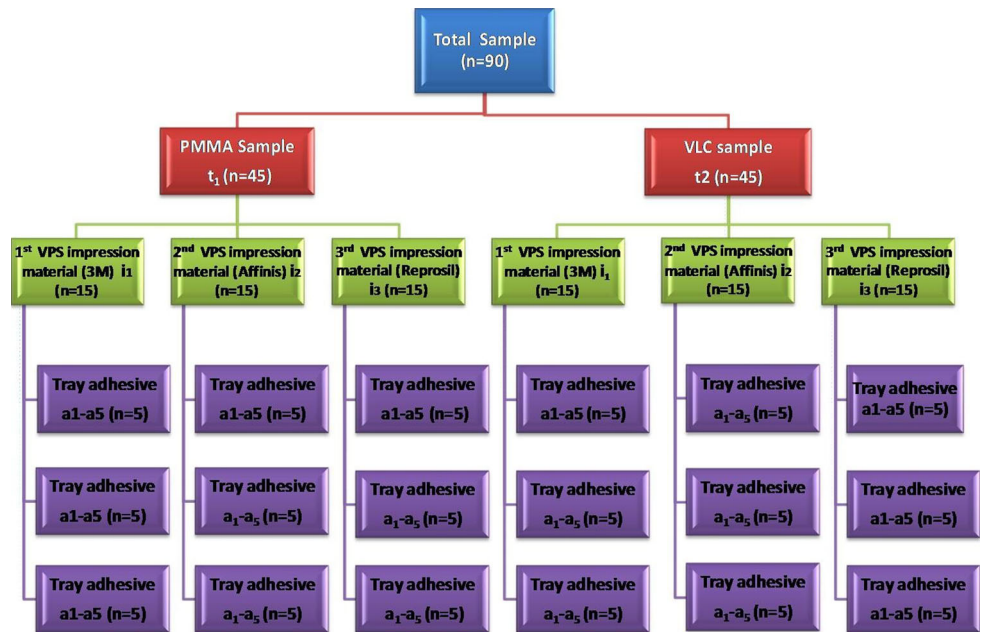 Total Sample
(n=90)
PMMA Sample
t₁ (n=45)
VLC sample
t2 (n=45)
1st VPS impression
material (3M) i₁
(n=15)
2nd VPS impression
material (Affinis) i₂
(n=15)
3rd VPS impression
material (Reprosil)
i₃ (n=15)
1st VPS impression
material (3M) i₁
(n=15)
2nd VPS impression
material (Affinis) i₂
(n=15)
3rd VPS impression
material (Reprosil)
i₃ (n=15)
Tray adhesive
a1-a5 (n=5)
Tray adhesive
a1-a5 (n=5)
Tray adhesive
a1-a5 (n=5)
Tray adhesive
a1-a5 (n=5)
Tray adhesive
a₁-a₅ (n=5)
Tray adhesive
a1-a5 (n=5)
Tray adhesive
a1-a5 (n=5)
Tray adhesive
a₁-a₅ (n=5)
Tray adhesive
a₁-a₅ (n=5)
Tray adhesive
a₁-a₅ (n=5)
Tray adhesive
a₁-a₅ (n=5)
Tray adhesive
a1-a5 (n=5)
Tray adhesive
a1-a5 (n=5)
Tray adhesive
a₁-a₅ (n=5)
Tray adhesive
a₁-a₅ (n=5)
Tray adhesive
a₁-a₅ (n=5)
Tray adhesive
a₁-a₅ (n=5)
Tray adhesive
a1-a5 (n=5)